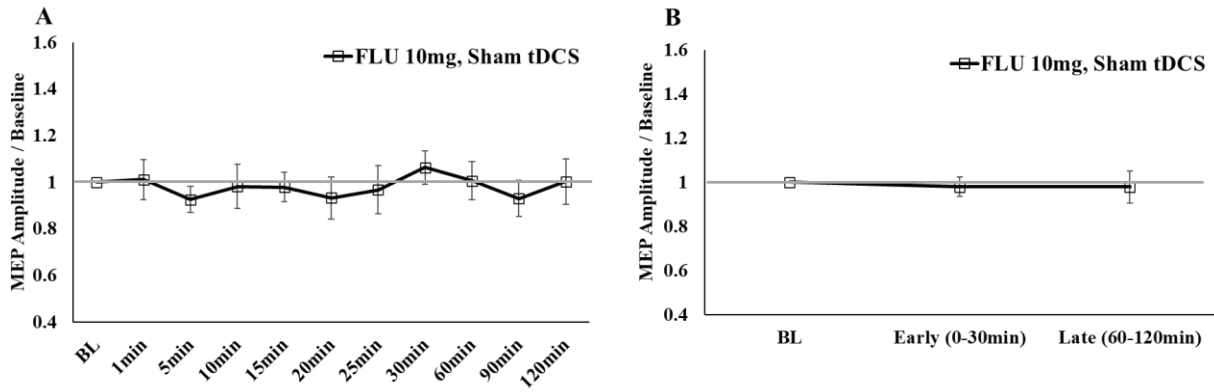 A
FLU 10mg, Sham tDCS
MEP Amplitude / Baseline
1.6
1.4
1.2
1
0.8
0.6
0.4
BL
1min
5min
10min
15min
20min
25min
30min
60min
90min
120min
B
FLU 10mg, Sham tDCS
MEP Amplitude / Baseline
1.6
1.4
1.2
1
0.8
0.6
0.4
BL Early (0-30min) Late (60-120min)